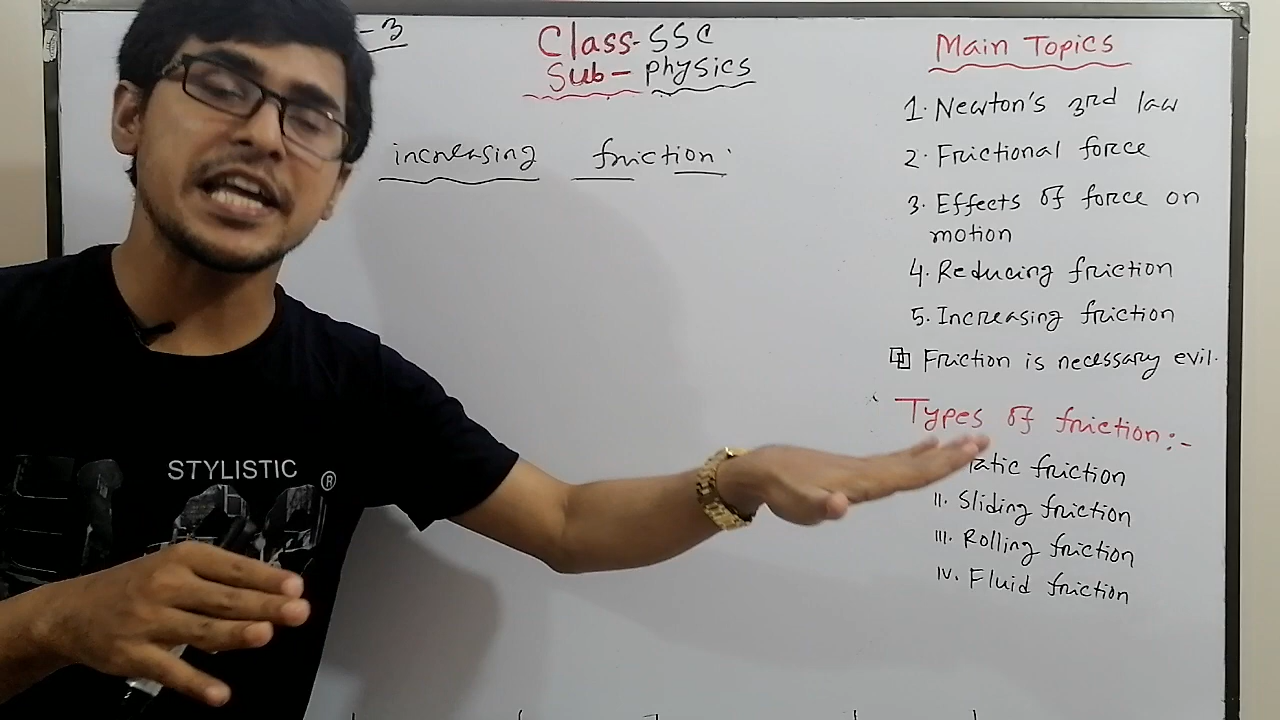 -3
Class-SSC
Sub- physics
increasing friction.
Main Topics
1. Newton's 3rd law
2. Frictional force
3. Effects of force on
motion
4. Reducing friction
5. Increasing friction
Friction is necessary evil.
Types of friction:-
atic friction
II. Sliding friction
III. Rolling friction
IV. Fluid friction
STYLISTIC
®